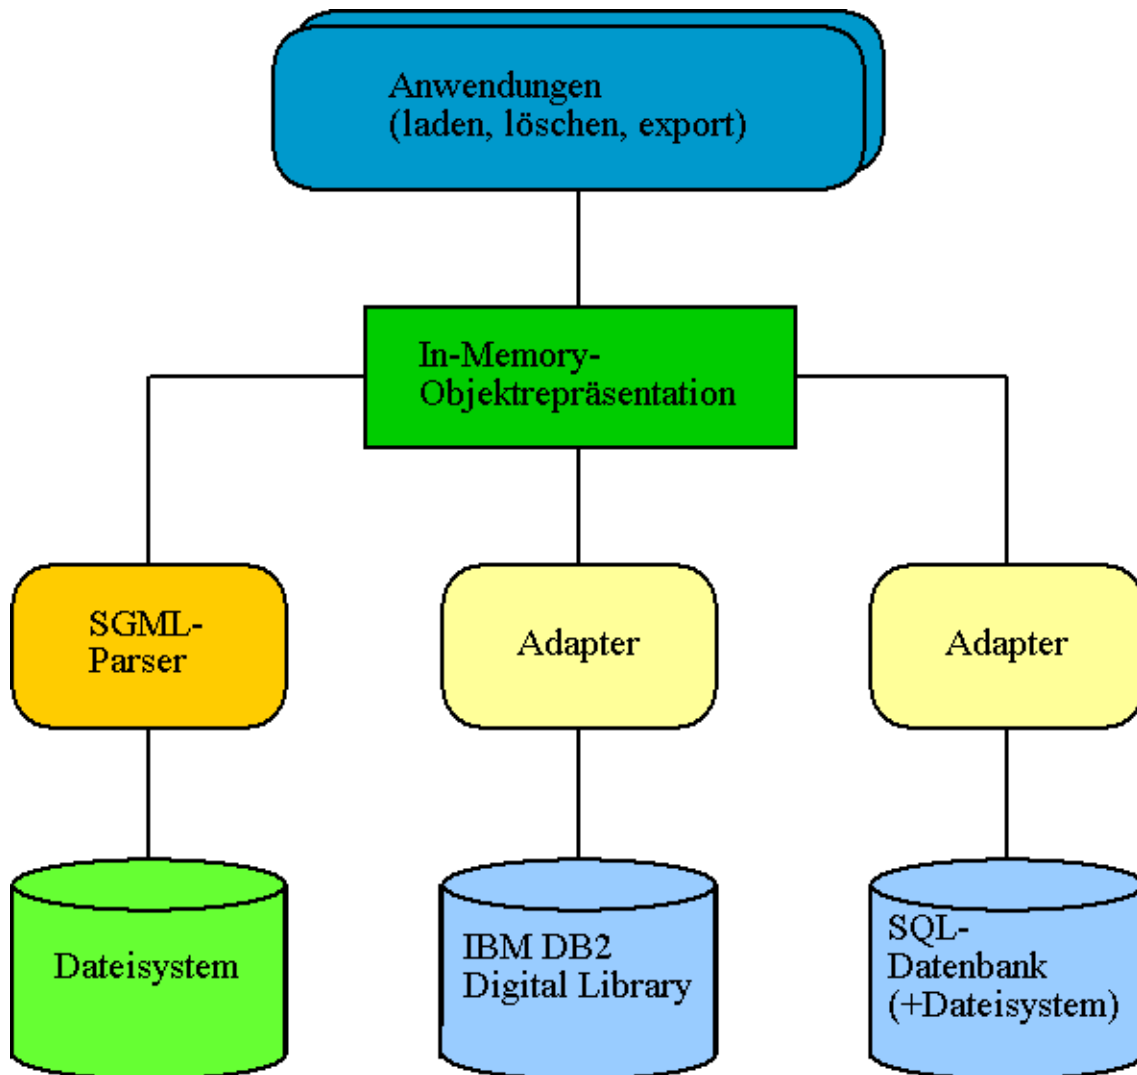 Anwendungen
(laden, löschen, export)
In-Memory-
Objektrepräsentation
SGML-
Parser
Adapter
Adapter
Dateisystem
IBM DB2
Digital Library
SQL-
Datenbank
(+Dateisystem)